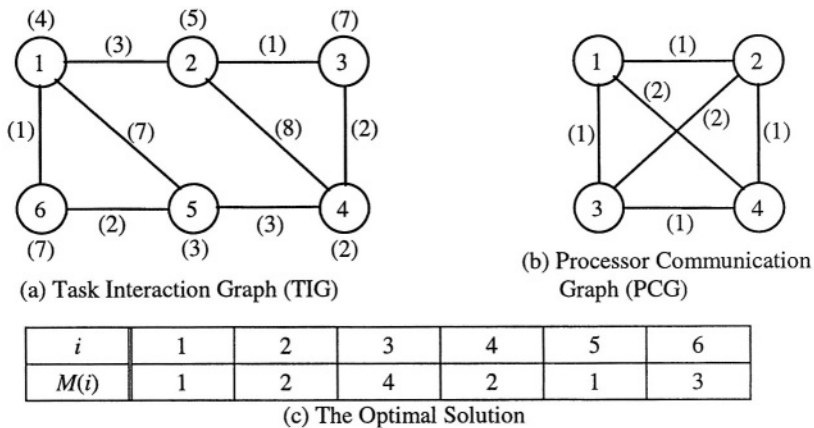 (4) (5) (7)
1 (3) 2 (1) 3
(1) (7) (8) (2)
6 (2) 5 (3) 4
(7) (3) (2)
(a) Task Interaction Graph (TIG)
1 (1) 2
(2)
(1) (2) (1)
3 (1) 4
(b) Processor Communication
Graph (PCG)
i 1 2 3 4 5 6
M(i) 1 2 4 2 1 3
(c) The Optimal Solution